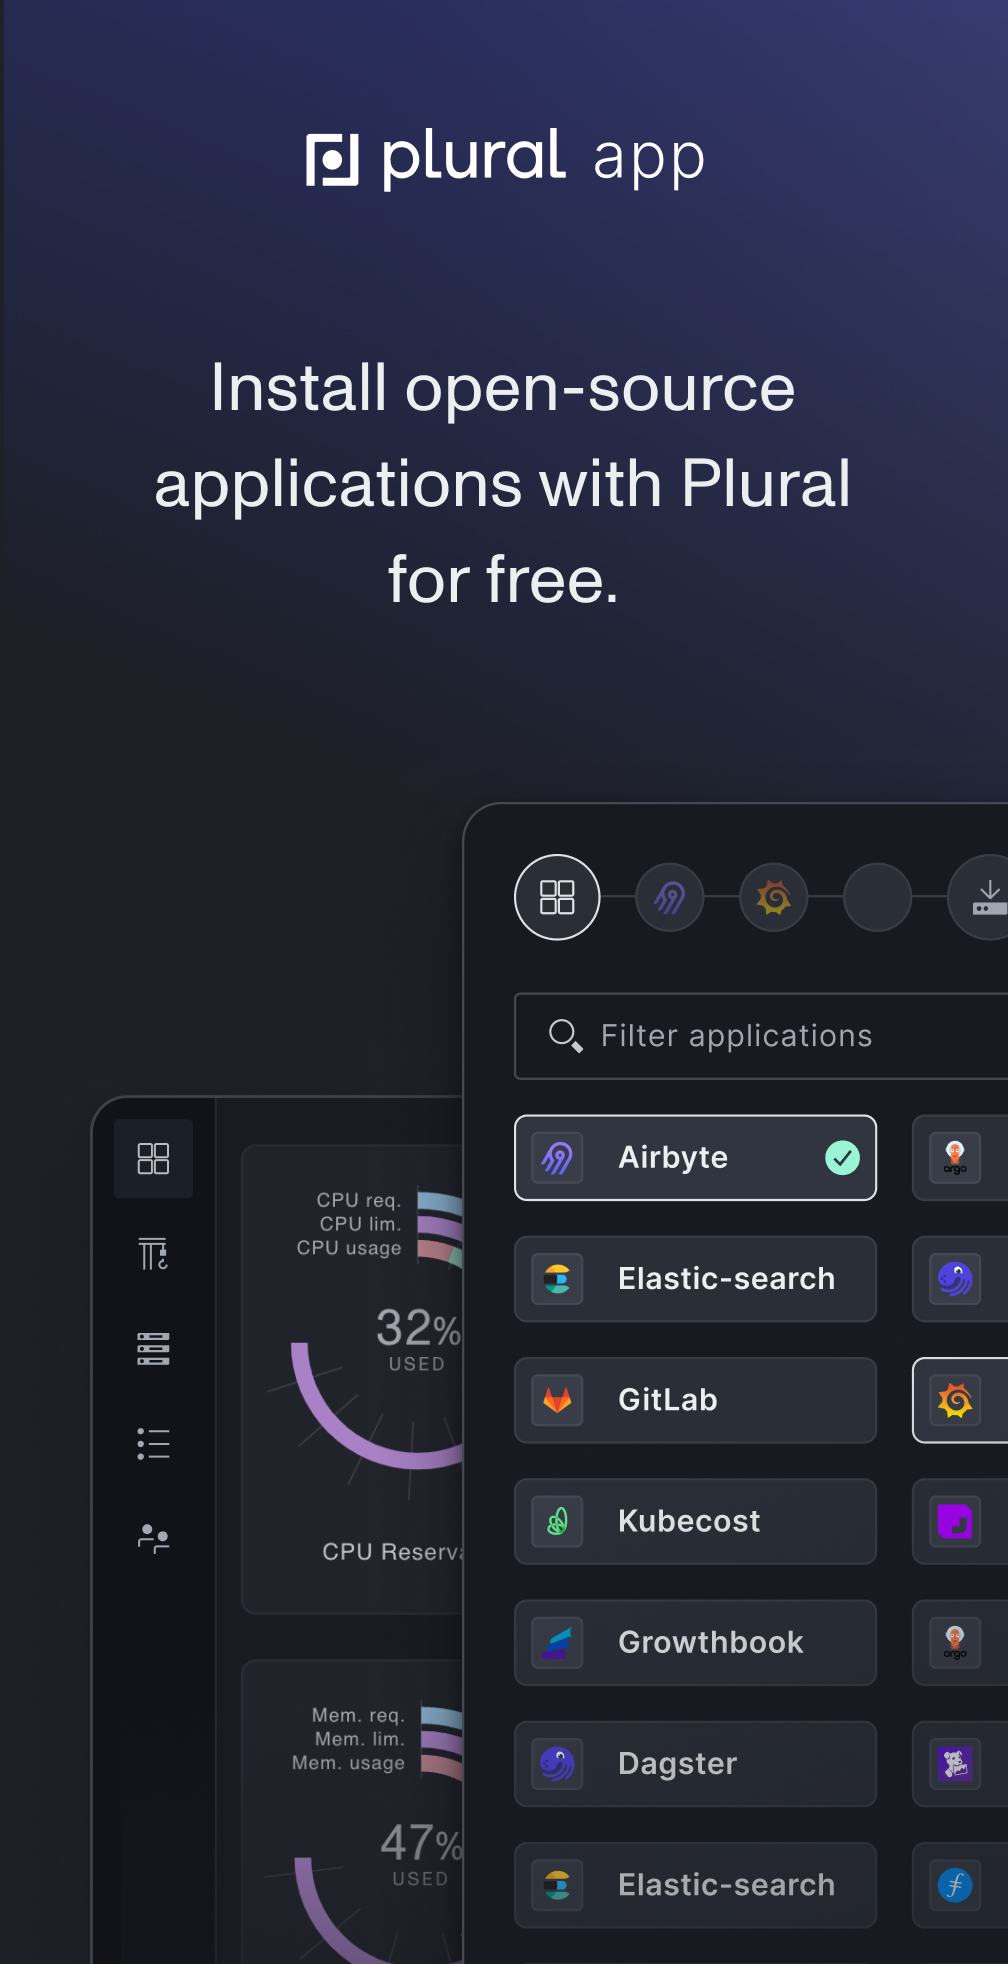 plural app
Install open-source
applications with Plural
for free.
Filter applications
Airbyte
argo
Elastic-search
GitLab
Kubecost
Growthbook
argo
Dagster
Elastic-search
CPU req.
CPU lim.
CPU usage
32%
USED
CPU Reserva
Mem. req.
Mem. lim.
Mem. usage
47%
USED